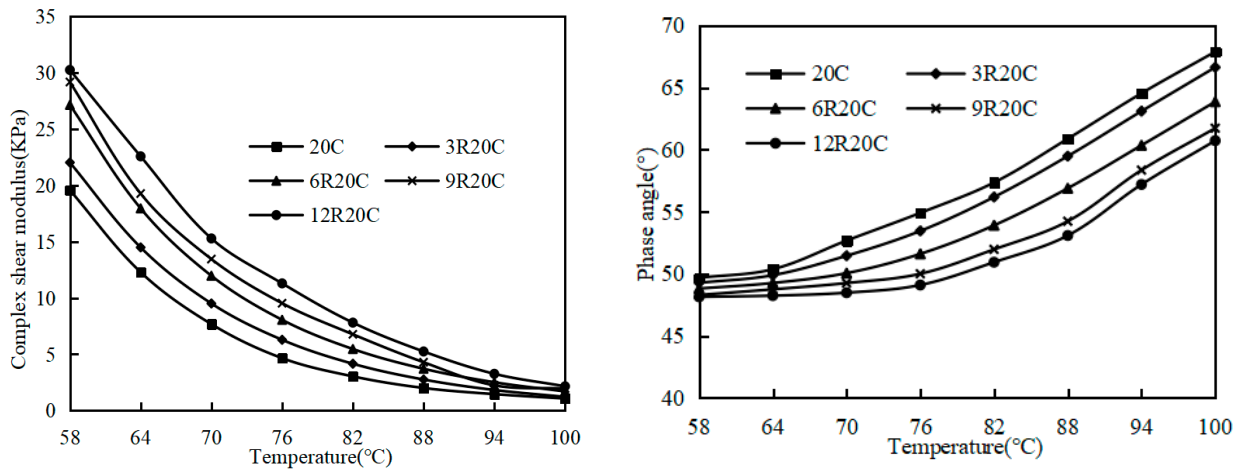 Complex shear modulus(KPa)
35
30
25
20
15
10
5
0
20C 3R20C
6R20C 9R20C
12R20C
58 64 70 76 82 88 94 100
Temperature(°C)
Phase angle(°)
70
65
60
55
50
45
40
20C 3R20C
6R20C 9R20C
12R20C
58 64 70 76 82 88 94 100
Temperature(°C)